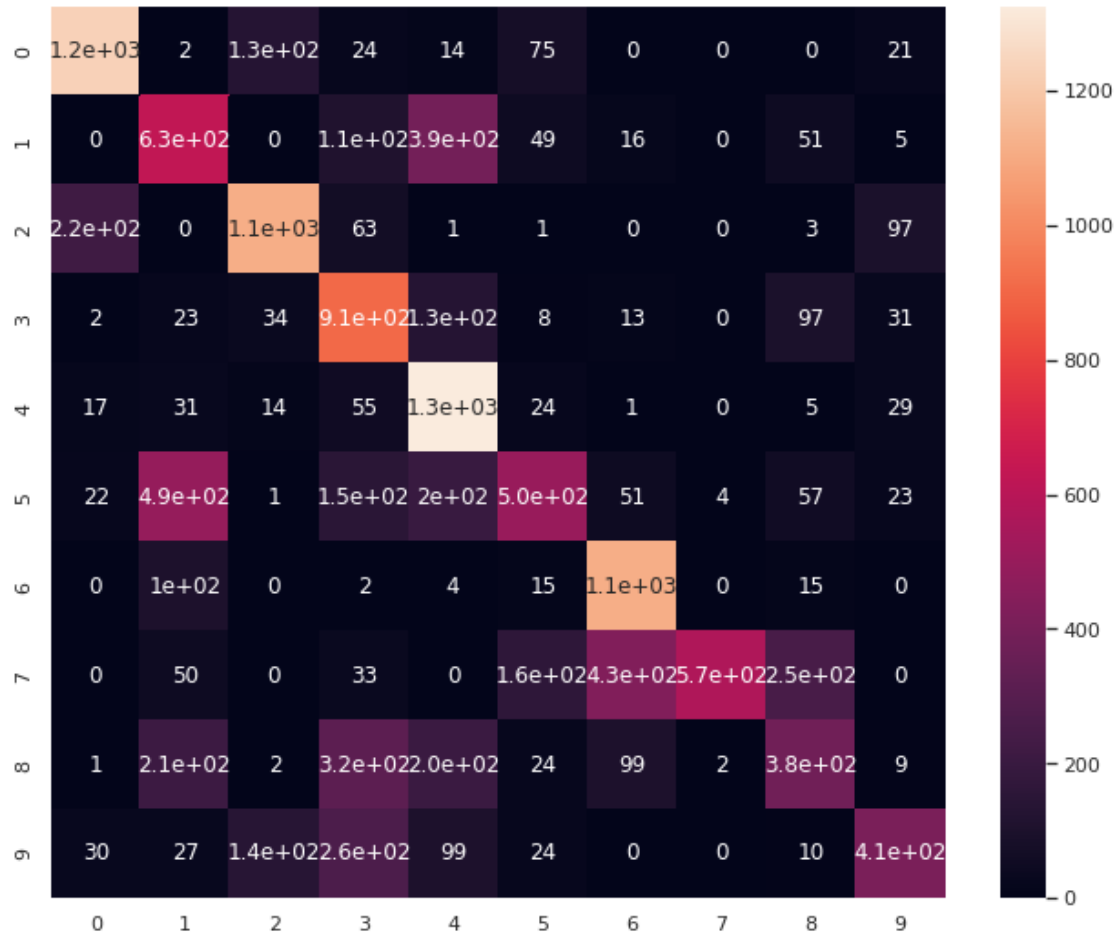 0 1.2e+03 2 1.3e+02 24 14 75 0 0 0 21
1 0 6.3e+02 0 1.1e+02 3.9e+02 49 16 0 51 5
2 2.2e+02 0 1.1e+03 63 1 1 0 0 3 97
3 2 23 34 9.1e+02 1.3e+02 8 13 0 97 31
4 17 31 14 55 1.3e+03 24 1 0 5 29
5 22 4.9e+02 1 1.5e+02 2e+02 5.0e+02 51 4 57 23
6 0 1e+02 0 2 4 15 1.1e+03 0 15 0
7 0 50 0 33 0 1.6e+02 4.3e+02 5.7e+02 2.5e+02 0
8 1 2.1e+02 2 3.2e+02 2.0e+02 24 99 2 3.8e+02 9
9 30 27 1.4e+02 2.6e+02 99 24 0 0 10 4.1e+02
0 1 2 3 4 5 6 7 8 9
1200
1000
800
600
400
200
0